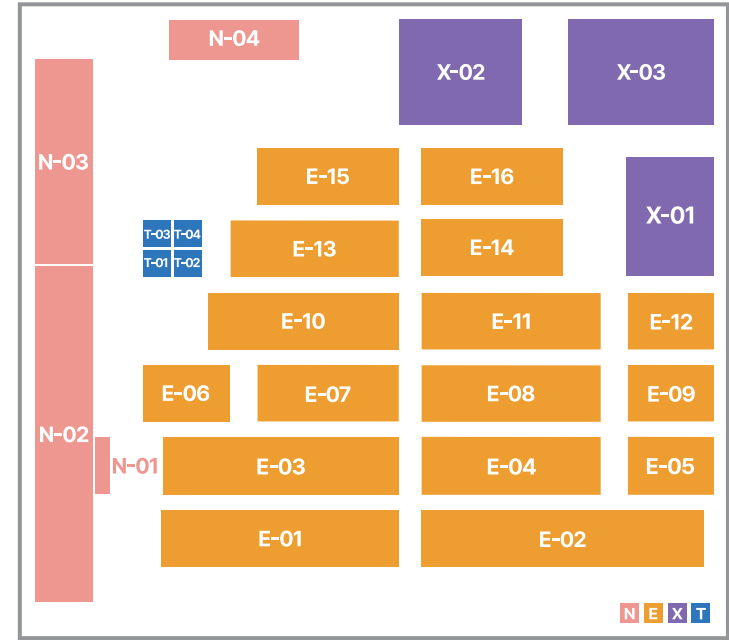 N-04
X-02
X-03
N-03
E-15
E-16
X-01
T-03
T-04
E-13
E-14
T-01
T-02
E-10
E-11
E-12
E-06
E-07
E-08
E-09
N-02
N-01
E-03
E-04
E-05
E-01
E-02
N E X T